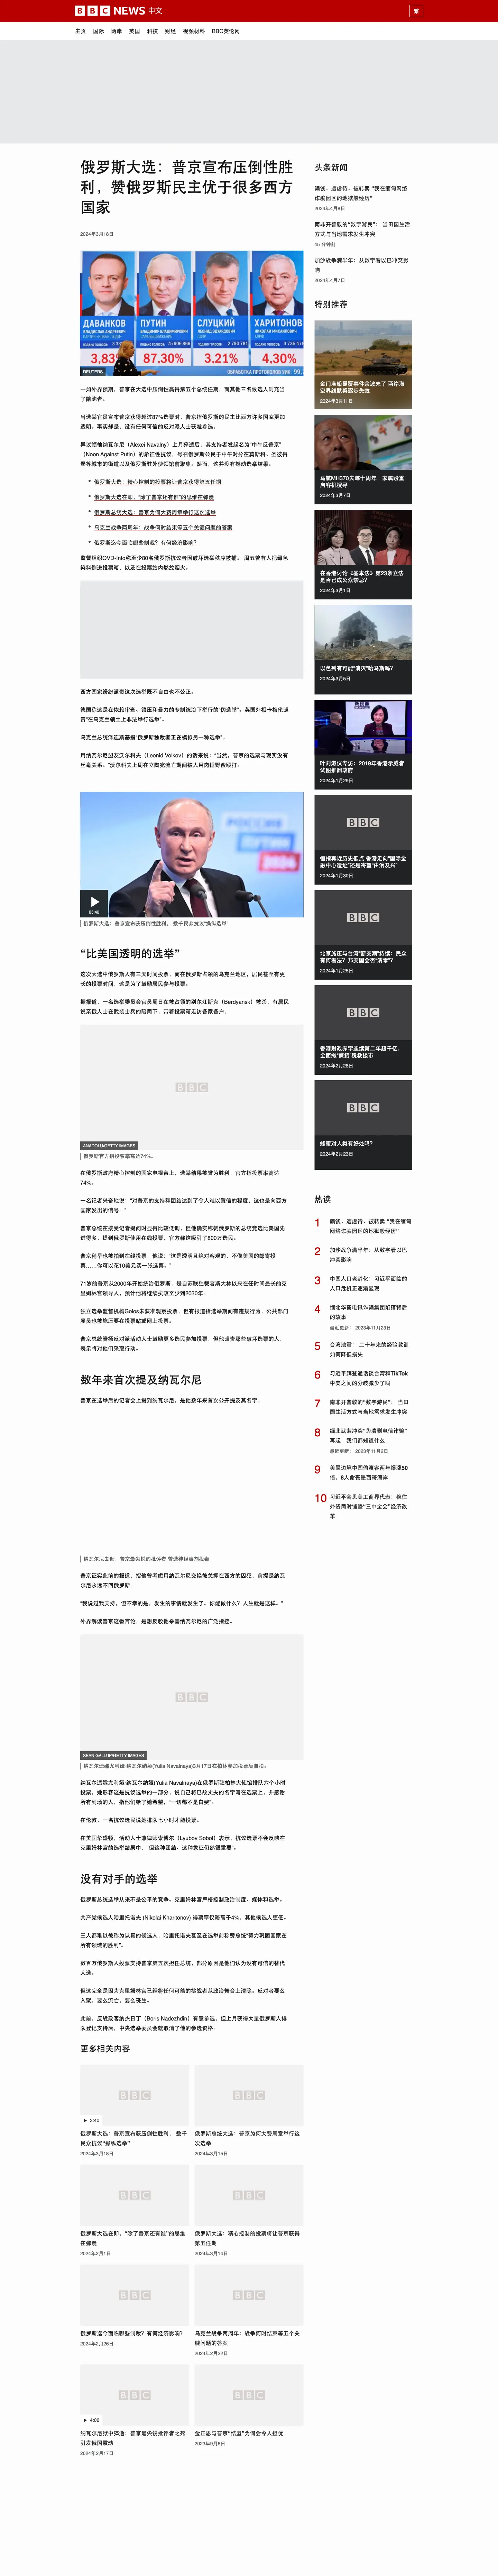 BBC NEWS 中文
繁
主页 国际 两岸 英国 科技 财经 视频材料 BBC英伦网
俄罗斯大选：普京宣布压倒性胜
利，赞俄罗斯民主优于很多西方
国家
2024年3月18日
ДАВАНКОВ ПУТИН СЛУЦКИЙ ХАРИТОНОВ
3.83% 87.30% 3.21% 4.30%
REUTERS
ОБРАБОТКА ПРОТОКОЛОВ УИК:
一如外界预期，普京在大选中压倒性赢得第五个总统任期，而其他三名候选人则充当
了陪跑者。
当选举官员宣布普京获得超过87%选票时，普京指俄罗斯的民主比西方许多国家更加
透明。事实却是，没有任何可信的反对派人士获准参选。
异议领袖纳瓦尔尼（Alexei Navalny）上月猝逝后，其支持者发起名为“中午反普京”
（Noon Against Putin）的象征性抗议，号召俄罗斯公民于中午时分在莫斯科、圣彼得
堡等城市的街道以及俄罗斯驻外使领馆前聚集。然而，这并没有撼动选举结果。
俄罗斯大选：精心控制的投票将让普京获得第五任期
俄罗斯大选在即，“除了普京还有谁”的思维在弥漫
俄罗斯总统大选：普京为何大费周章举行这次选举
乌克兰战争两周年：战争何时结束等五个关键问题的答案
俄罗斯迄今面临哪些制裁？有何经济影响？
监督组织OVD-Info称至少80名俄罗斯抗议者因破坏选举秩序被捕。 周五曾有人把绿色
染料倒进投票箱，以及在投票站内燃放烟火。
西方国家纷纷谴责这次选举既不自由也不公正。
德国称这是在依赖审查、镇压和暴力的专制统治下举行的“伪选举”。英国外相卡梅伦谴
责“在乌克兰领土上非法举行选举”。
乌克兰总统泽连斯基指“俄罗斯独裁者正在模拟另一种选举”。
用纳瓦尔尼盟友沃尔科夫（Leonid Volkov）的话来说：“当然，普京的选票与现实没有
丝毫关系。”沃尔科夫上周在立陶宛流亡期间被人用肉锤野蛮殴打。
03:40
俄罗斯大选：普京宣布获压倒性胜利， 数千民众抗议“操纵选举”
“比美国透明的选举”
这次大选中俄罗斯人有三天时间投票，而在俄罗斯占领的乌克兰地区，居民甚至有更
长的投票时间，这是为了鼓励居民参与投票。
据报道，一名选举委员会官员周日在被占领的别尔江斯克（Berdyansk）被杀。有居民
说亲俄人士在武装士兵的陪同下，带着投票箱走访各家各户。
BBC
ANADOLU/GETTY IMAGES
俄罗斯官方指投票率高达74%。
在俄罗斯政府精心控制的国家电视台上，选举结果被誉为胜利，官方指投票率高达
74%。
一名记者兴奋地说：“对普京的支持和团结达到了令人难以置信的程度，这也是向西方
国家发出的信号。”
普京总统在接受记者提问时显得比较低调，但他确实称赞俄罗斯的总统竞选比美国先
进得多，提到俄罗斯使用在线投票，官方称这吸引了800万选民。
普京稍早也被拍到在线投票，他说：“这是透明且绝对客观的，不像美国的邮寄投
票……你可以花10美元买一张选票。”
71岁的普京从2000年开始统治俄罗斯，是自苏联独裁者斯大林以来在任时间最长的克
里姆林宫领导人，预计他将继续执政至少到2030年。
独立选举监督机构Golos未获准观察投票，但有报道指选举期间有违规行为，公共部门
雇员也被施压要在投票站或网上投票。
普京总统赞扬反对派活动人士鼓励更多选民参加投票，但他谴责那些破坏选票的人，
表示将对他们采取行动。
数年来首次提及纳瓦尔尼
普京在选举后的记者会上提到纳瓦尔尼，是他数年来首次公开提及其名字。
纳瓦尔尼去世：普京最尖锐的批评者 曾遭神经毒剂投毒
普京证实此前的报道，指他曾考虑用纳瓦尔尼交换被关押在西方的囚犯，前提是纳瓦
尔尼永远不回俄罗斯。
“我说过我支持，但不幸的是，发生的事情就发生了。你能做什么？人生就是这样。”
外界解读普京这番言论，是想反驳他杀害纳瓦尔尼的广泛指控。
BBC
SEAN GALLUP/GETTY IMAGES
纳瓦尔尼遗孀尤利娅·纳瓦尔纳娅(Yulia Navalnaya)3月17日在柏林参加投票后自拍。
纳瓦尔尼遗孀尤利娅·纳瓦尔纳娅(Yulia Navalnaya)在俄罗斯驻柏林大使馆排队六个小时
投票，她形容这是抗议选举的一部分，说自己将已故丈夫的名字写在选票上，并感谢
所有到场的人，指他们给了她希望，“一切都不是白费”。
在伦敦，一名抗议选民说她排队七小时才能投票。
在美国华盛顿，活动人士兼律师索博尔（Lyubov Sobol）表示，抗议选票不会反映在
克里姆林宫的选举结果中，“但这种团结、这种象征仍然很重要”。
没有对手的选举
俄罗斯总统选举从来不是公平的竞争。克里姆林宫严格控制政治制度、媒体和选举。
共产党候选人哈里托诺夫 (Nikolai Kharitonov) 得票率仅略高于4%，其他候选人更低。
三人都难以被称为认真的候选人，哈里托诺夫甚至在选举前称赞总统“努力巩固国家在
所有领域的胜利”。
数百万俄罗斯人投票支持普京第五次担任总统，部分原因是他们认为没有可信的替代
人选。
但这完全是因为克里姆林宫已经将任何可能的挑战者从政治舞台上清除。反对者要么
入狱，要么流亡，要么丧生。
此前，反战政客纳杰日丁（Boris Nadezhdin）有意参选，但上月获得大量俄罗斯人排
队登记支持后，中央选举委员会就取消了他的参选资格。
更多相关内容
BBC BBC
3:40
俄罗斯大选：普京宣布获压倒性胜利， 数千
民众抗议“操纵选举”
2024年3月18日
俄罗斯总统大选：普京为何大费周章举行这
次选举
2024年3月15日
BBC BBC
俄罗斯大选在即，“除了普京还有谁”的思维
在弥漫
2024年2月1日
俄罗斯大选：精心控制的投票将让普京获得
第五任期
2024年3月14日
BBC BBC
俄罗斯迄今面临哪些制裁？有何经济影响？
2024年2月26日
乌克兰战争两周年：战争何时结束等五个关
键问题的答案
2024年2月22日
BBC BBC
4:06
纳瓦尔尼狱中猝逝：普京最尖锐批评者之死
引发俄国震动
2024年2月17日
金正恩与普京“结盟”为何会令人担忧
2023年9月6日
头条新闻
骗钱、遭虐待、被转卖 “我在缅甸网络
诈骗园区的地狱般经历”
2024年4月8日
南非开普敦的“数字游民”： 当田园生活
方式与当地需求发生冲突
45 分钟前
加沙战争满半年：从数字看以巴冲突影
响
2024年4月7日
特别推荐
金门渔船翻覆事件余波未了 两岸海
空界线默契逐步失效
2024年3月11日
马航MH370失踪十周年：家属盼重
启客机搜寻
2024年3月7日
在香港讨论《基本法》第23条立法
是否已成公众禁忌？
2024年3月1日
以色列有可能“消灭”哈马斯吗？
2024年3月5日
叶刘淑仪专访：2019年香港示威者
试图推翻政府
2024年1月29日
BBC
恒指再近历史低点 香港走向“国际金
融中心遗址”还是寄望“由治及兴”
2024年1月30日
BBC
北京施压与台湾“断交潮”持续：民众
有何看法？邦交国会否“清零”？
2024年1月25日
BBC
香港财政赤字连续第二年超千亿，
全面撤“辣招”税救楼市
2024年2月28日
BBC
蜂蜜对人类有好处吗？
2024年2月23日
热读
1 骗钱、遭虐待、被转卖 “我在缅甸
网络诈骗园区的地狱般经历”
2 加沙战争满半年：从数字看以巴
冲突影响
3 中国人口老龄化：习近平面临的
人口危机正逐渐显现
4 缅北华裔电讯诈骗集团陷落背后
的故事
最近更新： 2023年11月23日
5 台湾地震： 二十年来的经验教训
如何降低损失
6 习近平拜登通话谈台湾和TikTok
中美之间的分歧减少了吗
7 南非开普敦的“数字游民”： 当田
园生活方式与当地需求发生冲突
8 缅北武装冲突“为清剿电信诈骗”
再起 我们都知道什么
最近更新： 2023年11月2日
9 美墨边境中国偷渡客两年爆涨50
倍，8人命丧墨西哥海岸
10 习近平会见美工商界代表：稳住
外资同时铺垫“三中全会”经济改
革